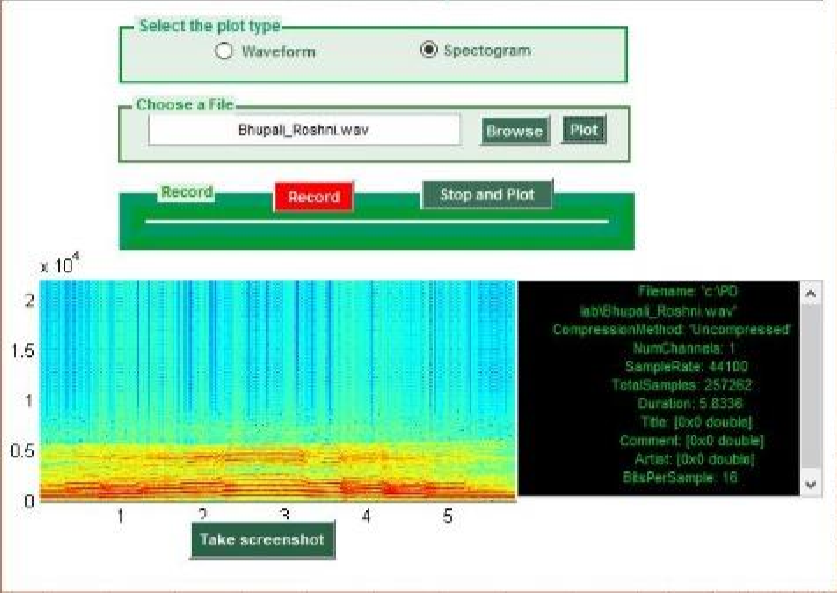 Select the plot type
Waveform
Spectogram
Choose a File
Bhupali_Roshni.wav
Browse
Plot
Record
Record
Stop and Plot
x 10^4
2
1.5
1
0.5
0
1 2 3 4 5
Filename: 'c:\PD
lab\Bhupali_Roshni.wav'
CompressionMethod: 'Uncompressed'
NumChannels: 1
SampleRate: 44100
TotalSamples: 257262
Duration: 5.8336
Title: [0x0 double]
Comment: [0x0 double]
Artist: [0x0 double]
BitsPerSample: 16
Take screenshot